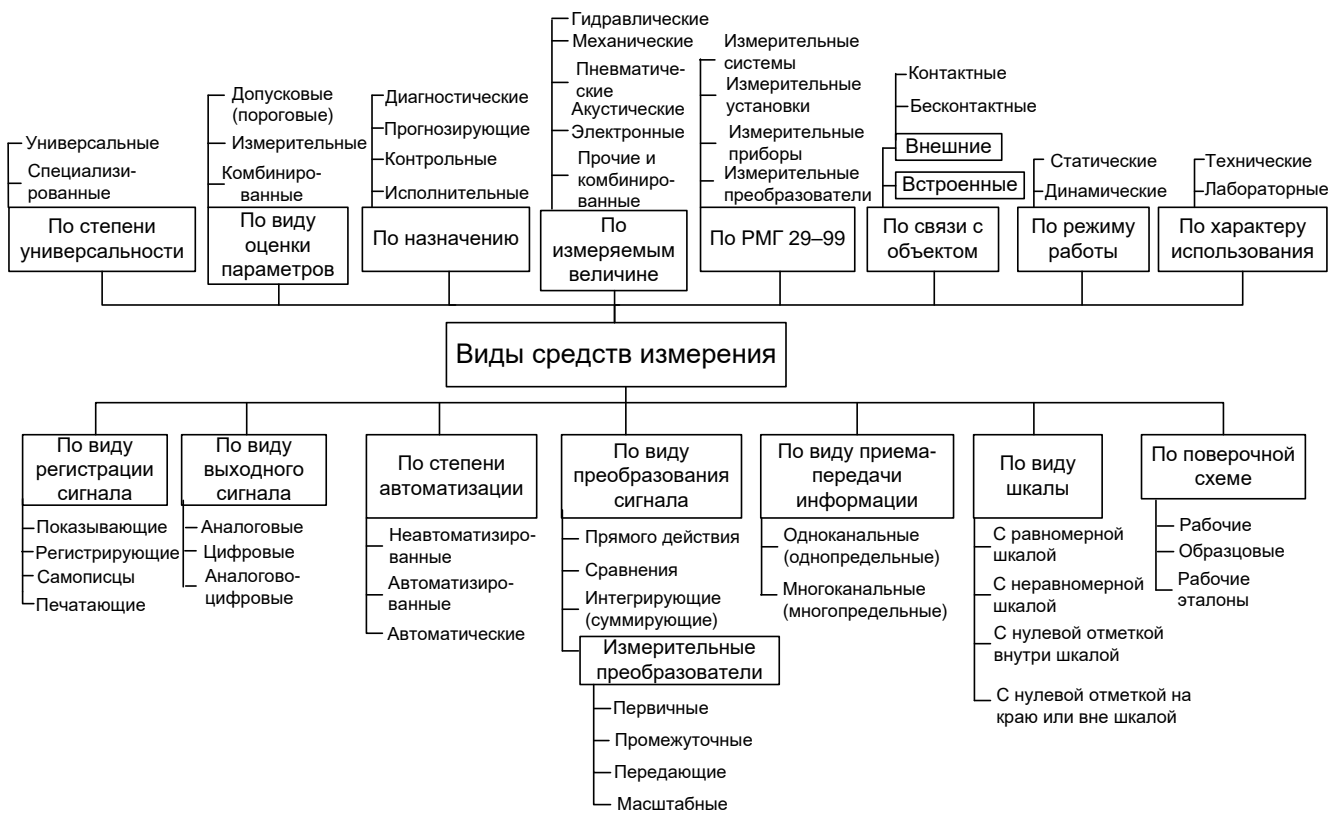 Универсальные
Специализи-
рованные
По степени
универсальности
Допусковые
(пороговые)
Измерительные
Комбиниро-
ванные
По виду
оценки
параметров
Диагностические
Прогнозирующие
Контрольные
Исполнительные
По назначению
Гидравлические
Механические
Пневматиче-
ские
Акустические
Электронные
Прочие и
комбиниро-
ванные
По
измеряемым
величине
Измерительные
системы
Измерительные
установки
Измерительные
приборы
Измерительные
преобразователи
По РМГ 29–99
Контактные
Бесконтактные
Внешние
Встроенные
По связи с
объектом
Статические
Динамические
По режиму
работы
Технические
Лабораторные
По характеру
использования
Виды средств измерения
По виду
регистрации
сигнала
Показывающие
Регистрирующие
Самописцы
Печатающие
По виду
выходного
сигнала
Аналоговые
Цифровые
Аналогово-
цифровые
По степени
автоматизации
Неавтоматизиро-
ванные
Автоматизиро-
ванные
Автоматические
По виду
преобразования
сигнала
Прямого действия
Сравнения
Интегрирующие
(суммирующие)
Измерительные
преобразователи
Первичные
Промежуточные
Передающие
Масштабные
По виду приема-
передачи
информации
Одноканальные
(однопредельные)
Многоканальные
(многопредельные)
По виду
шкалы
С равномерной
шкалой
С неравномерной
шкалой
С нулевой отметкой
внутри шкалой
С нулевой отметкой на
краю или вне шкалой
По поверочной
схеме
Рабочие
Образцовые
Рабочие
эталоны